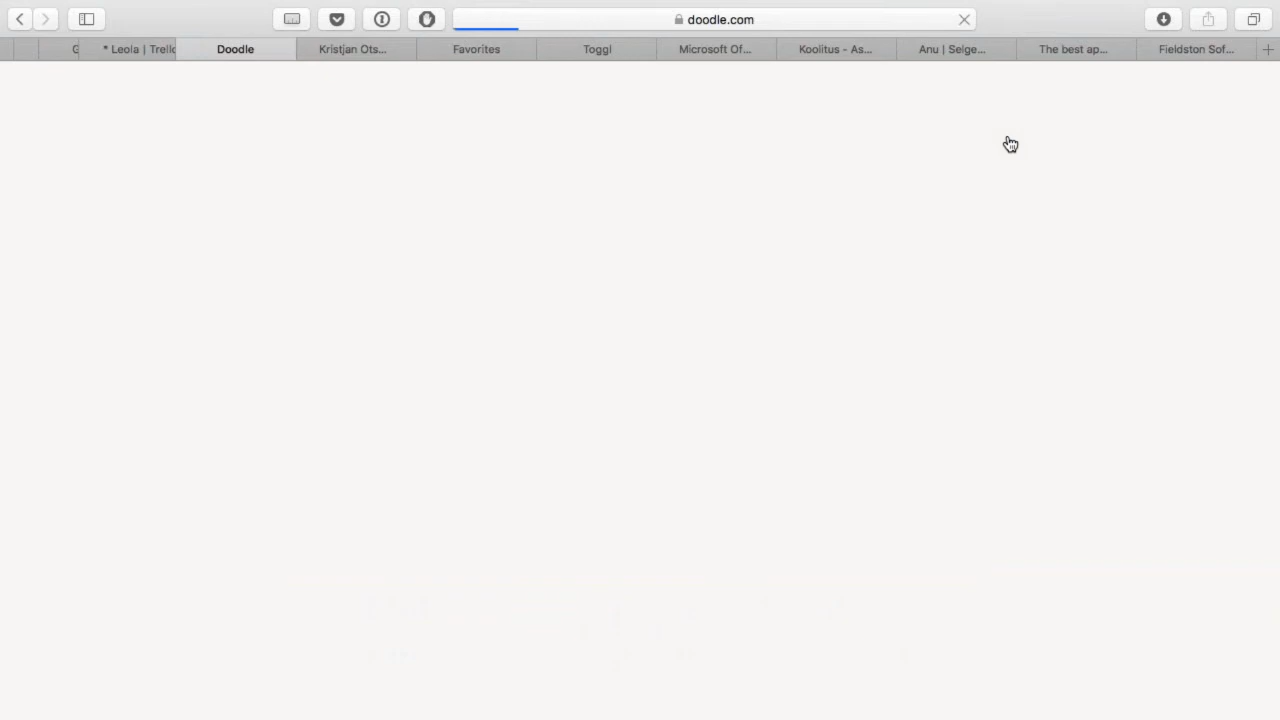 doodle.com
G
* Leola | Trello
Doodle
Kristjan Ots...
Favorites
Toggl
Microsoft Of...
Koolitus - As...
Anu | Selge...
The best ap...
Fieldston Sof...